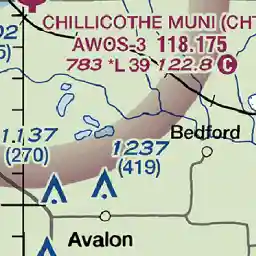 CHILLICOTHE MUNI (CHT
AWOS-3 118.175
783 *L 39 122.8 C
1137
(270)
Bedford
1237
(419)
Avalon